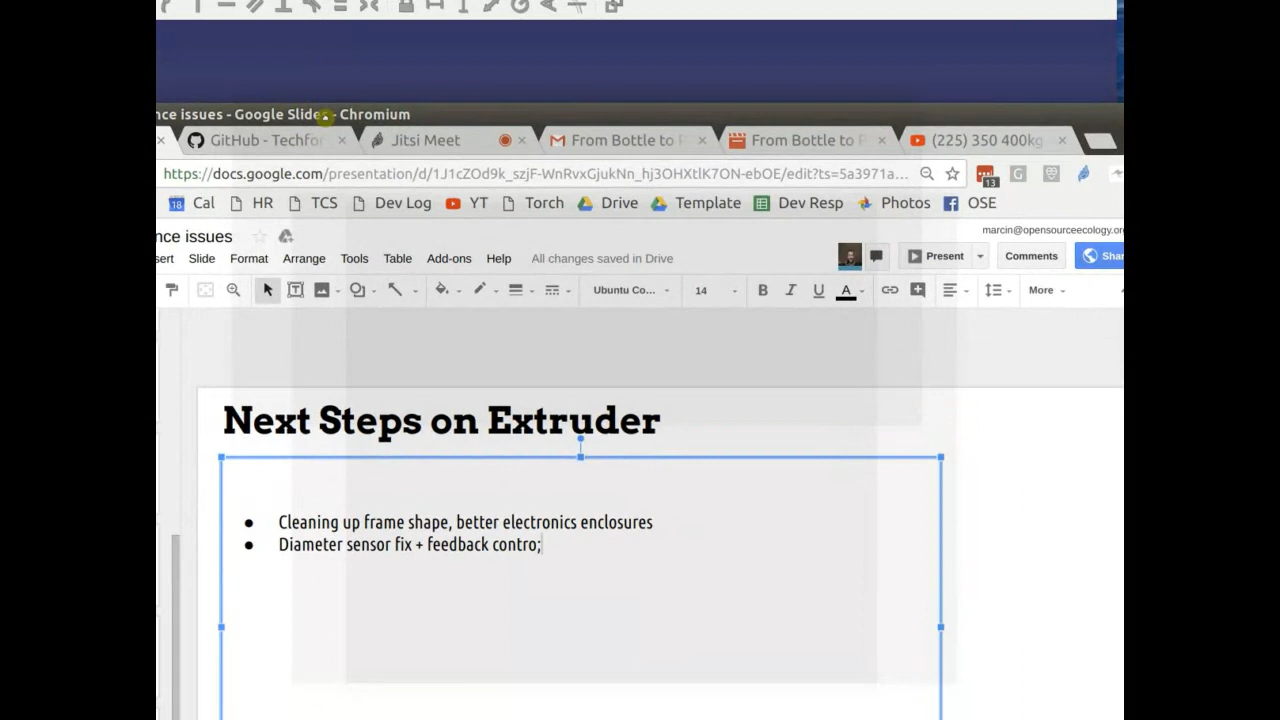 nce issues - Google Slides - Chromium
GitHub - Techfo
Jitsi Meet
From Bottle to P
From Bottle to P
(225) 350 400kg
https://docs.google.com/presentation/d/1J1cZOd9k_szjF-WnRvxGjukNn_hj3OHXtlK7ON-ebOE/edit?ts=5a3971a...
13
18 Cal
HR
TCS
Dev Log
YT
Torch
Drive
Template
Dev Resp
Photos
OSE
nce issues
marcin@opensourceecology.org
sert
Slide
Format
Arrange
Tools
Table
Add-ons
Help
All changes saved in Drive
Present
Comments
Shar
Ubuntu Co...
14
B
I
U
A
More
Next Steps on Extruder
● Cleaning up frame shape, better electronics enclosures
● Diameter sensor fix + feedback contro;